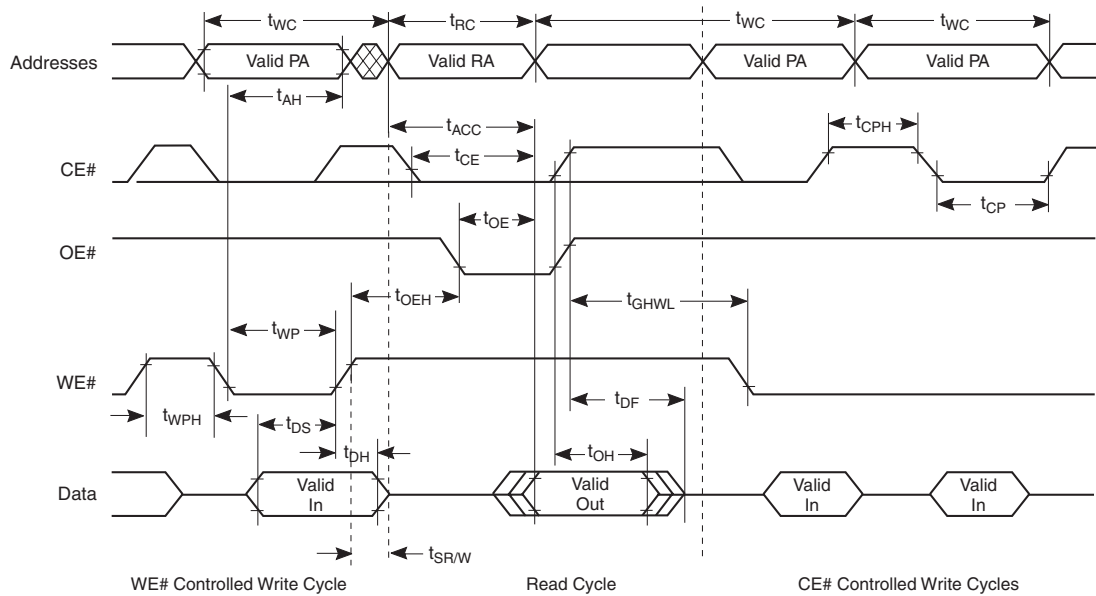 tWC tRC tWC tWC
Addresses Valid PA Valid RA Valid PA Valid PA
tAH
tACC tCPH
CE# tCE
tOE tCP
OE#
tOEH tGHWL
tWP
WE#
tWPH tDS tDF
tDH tOH
Data Valid In Valid Out Valid In Valid In
tSR/W
WE# Controlled Write Cycle Read Cycle CE# Controlled Write Cycles